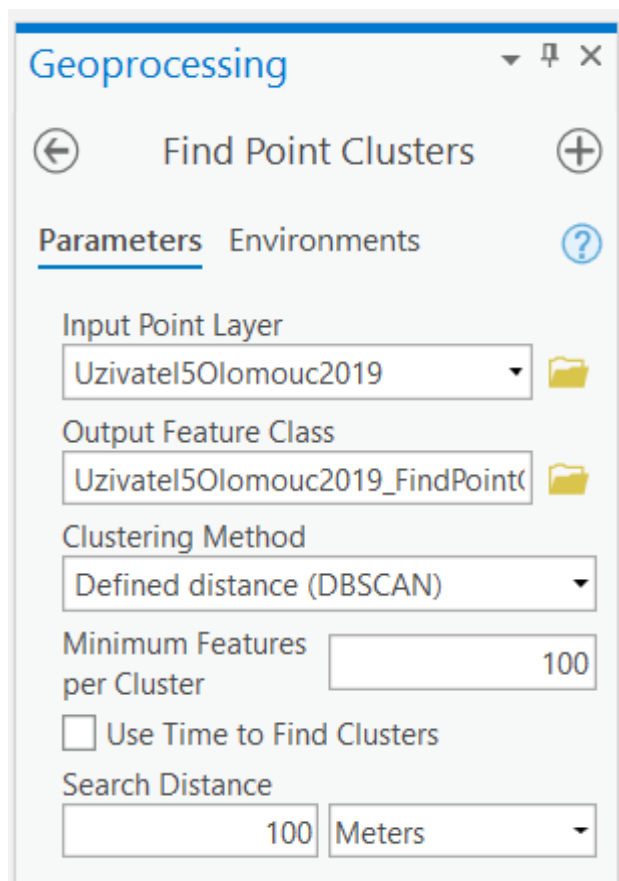 Geoprocessing
Find Point Clusters
Parameters Environments
Input Point Layer
Uzivatel5Olomouc2019
Output Feature Class
Uzivatel5Olomouc2019_FindPoint(
Clustering Method
Defined distance (DBSCAN)
Minimum Features
per Cluster
100
Use Time to Find Clusters
Search Distance
100 Meters